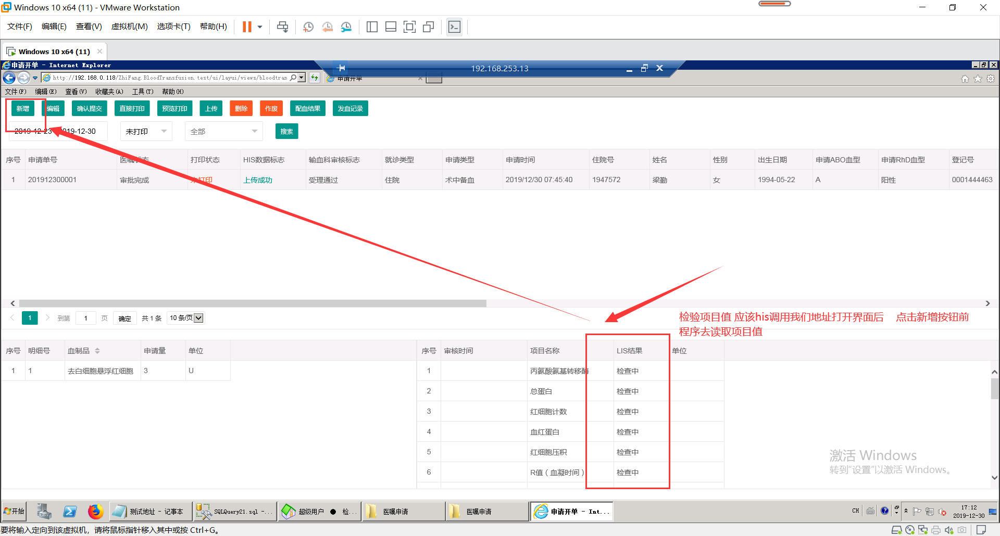 Windows 10 x64 (11) - VMware Workstation
文件(F) 编辑(E) 查看(V) 虚拟机(M) 选项卡(T) 帮助(H)
Windows 10 x64 (11)
申请开单 - Internet Explorer
192.168.253.13
http://192.168.0.118/ZhiFang.BloodTransfusion.test/ui/layui/views/bloodtran
申请开单
文件(F) 编辑(E) 查看(V) 收藏夹(A) 工具(T) 帮助(H)
新增 编辑 确认提交 直接打印 预览打印 上传 删除 作废 配血结果 发血记录
2019-12-23 2019-12-30 未打印 全部 搜索
序号 申请单号 医嘱状态 打印状态 HIS数据标志 输血科审核标志 就诊类型 申请类型 申请时间 住院号 姓名 性别 出生日期 申请ABO血型 申请RhD血型 登记号
1 201912300001 审批完成 未打印 上传成功 受理通过 住院 术中备血 2019/12/30 07:45:40 1947572 梁勤 女 1994-05-22 A 阳性 0001444463
1 到第 1 页 确定 共 1 条 10 条/页
检验项目值 应该his调用我们地址打开界面后 点击新增按钮前
程序去读取项目值
序号 明细号 血制品 申请量 单位
1 1 去白细胞悬浮红细胞 3 U
序号 审核时间 项目名称 LIS结果 单位
1 丙氨酸氨基转移酶 检查中
2 总蛋白 检查中
3 红细胞计数 检查中
4 血红蛋白 检查中
5 红细胞压积 检查中
6 R值（血凝时间） 检查中
激活 Windows
转到“设置”以激活 Windows。
开始 测试地址 - 记事本 SQLQuery21.sql -... 超级用户 ● 检... 医嘱申请 医嘱申请 申请开单 - Int...
CH 17:12
2019-12-30
要将输入定向到该虚拟机，请将鼠标指针移入其中或按 Ctrl+G。